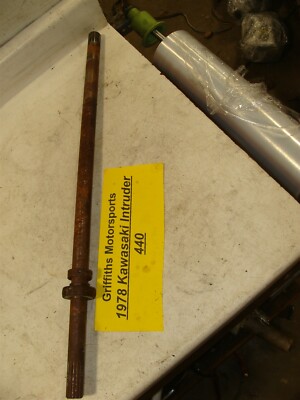 Griffiths Motorsports
1978 Kawasaki Intruder
440